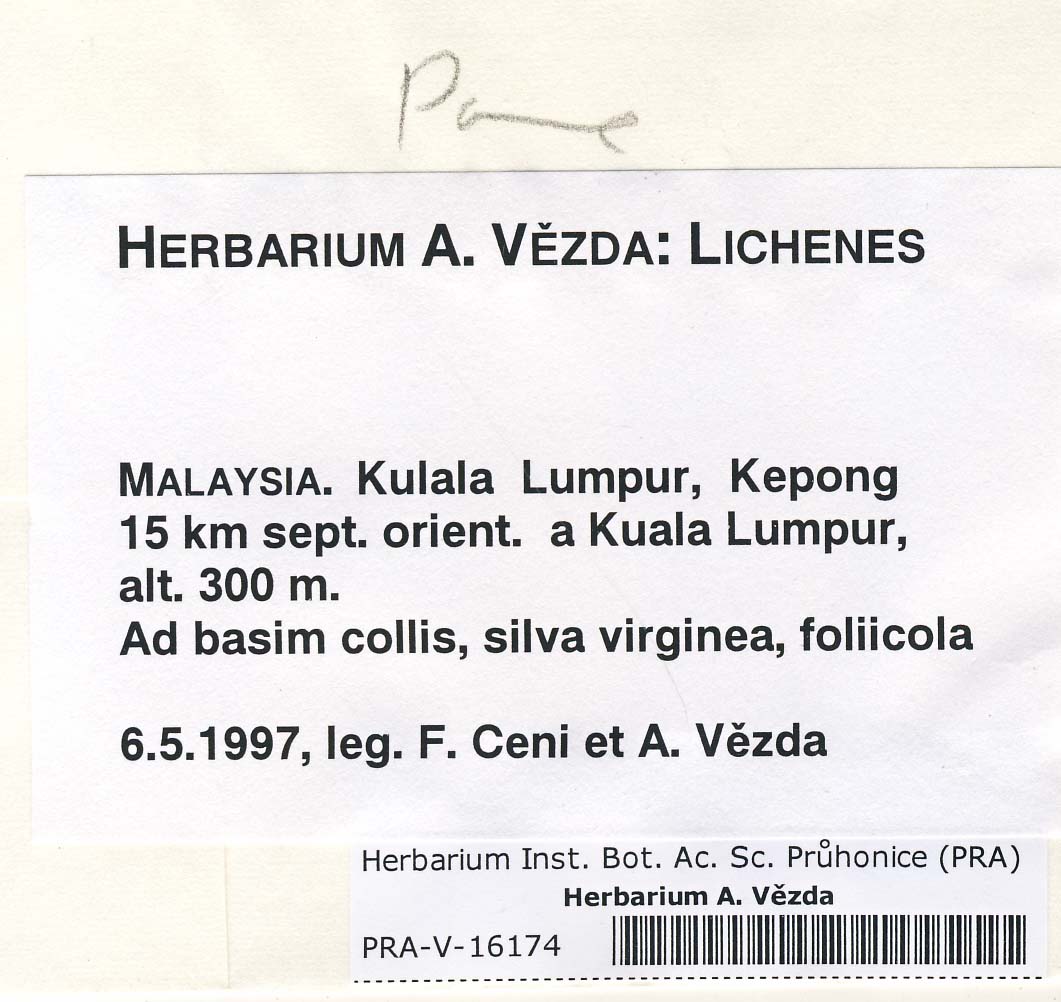 HERBARIUM A. VĚZDA: LICHENES
MALAYSIA. Kulala Lumpur, Kepong
15 km sept. orient. a Kuala Lumpur,
alt. 300 m.
Ad basim collis, silva virginea, foliicola
6.5.1997, leg. F. Ceni et A. Vězda
Herbarium Inst. Bot. Ac. Sc. Průhonice (PRA)
Herbarium A. Vězda
PRA-V-16174